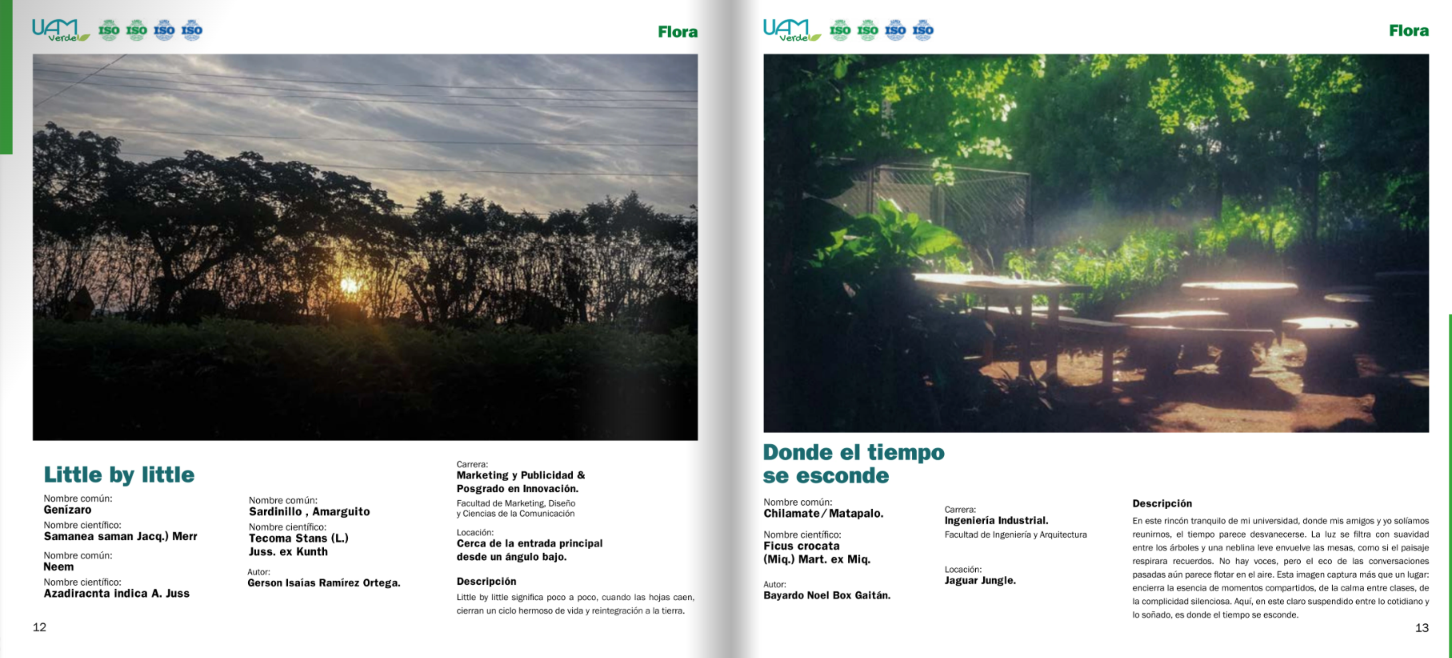 UAM
verde
ISO ISO ISO ISO
Flora
Little by little
Nombre común:
Genízaro
Nombre científico:
Samanea saman Jacq.) Merr
Nombre común:
Neem
Nombre científico:
Azadiracnta indica A. Juss
Nombre común:
Sardinillo , Amarguito
Nombre científico:
Tecoma Stans (L.)
Juss. ex Kunth
Autor:
Gerson Isaías Ramírez Ortega.
Carrera:
Marketing y Publicidad &
Posgrado en Innovación.
Facultad de Marketing, Diseño
y Ciencias de la Comunicación
Locación:
Cerca de la entrada principal
desde un ángulo bajo.
Descripción
Little by little significa poco a poco, cuando las hojas caen,
cierran un ciclo hermoso de vida y reintegración a la tierra.
12
UAM
verde
ISO ISO ISO ISO
Flora
Donde el tiempo
se esconde
Nombre común:
Chilamate/Matapalo.
Nombre científico:
Ficus crocata
(Miq.) Mart. ex Miq.
Autor:
Bayardo Noel Box Gaitán.
Carrera:
Ingeniería Industrial.
Facultad de Ingeniería y Arquitectura
Locación:
Jaguar Jungle.
Descripción
En este rincón tranquilo de mi universidad, donde mis amigos y yo solíamos
reunirnos, el tiempo parece desvanecerse. La luz se filtra con suavidad
entre los árboles y una neblina leve envuelve las mesas, como si el paisaje
respirara recuerdos. No hay voces, pero el eco de las conversaciones
pasadas aún parece flotar en el aire. Esta imagen captura más que un lugar:
encierra la esencia de momentos compartidos, de la calma entre clases, de
la complicidad silenciosa. Aquí, en este claro suspendido entre lo cotidiano y
lo soñado, es donde el tiempo se esconde.
13